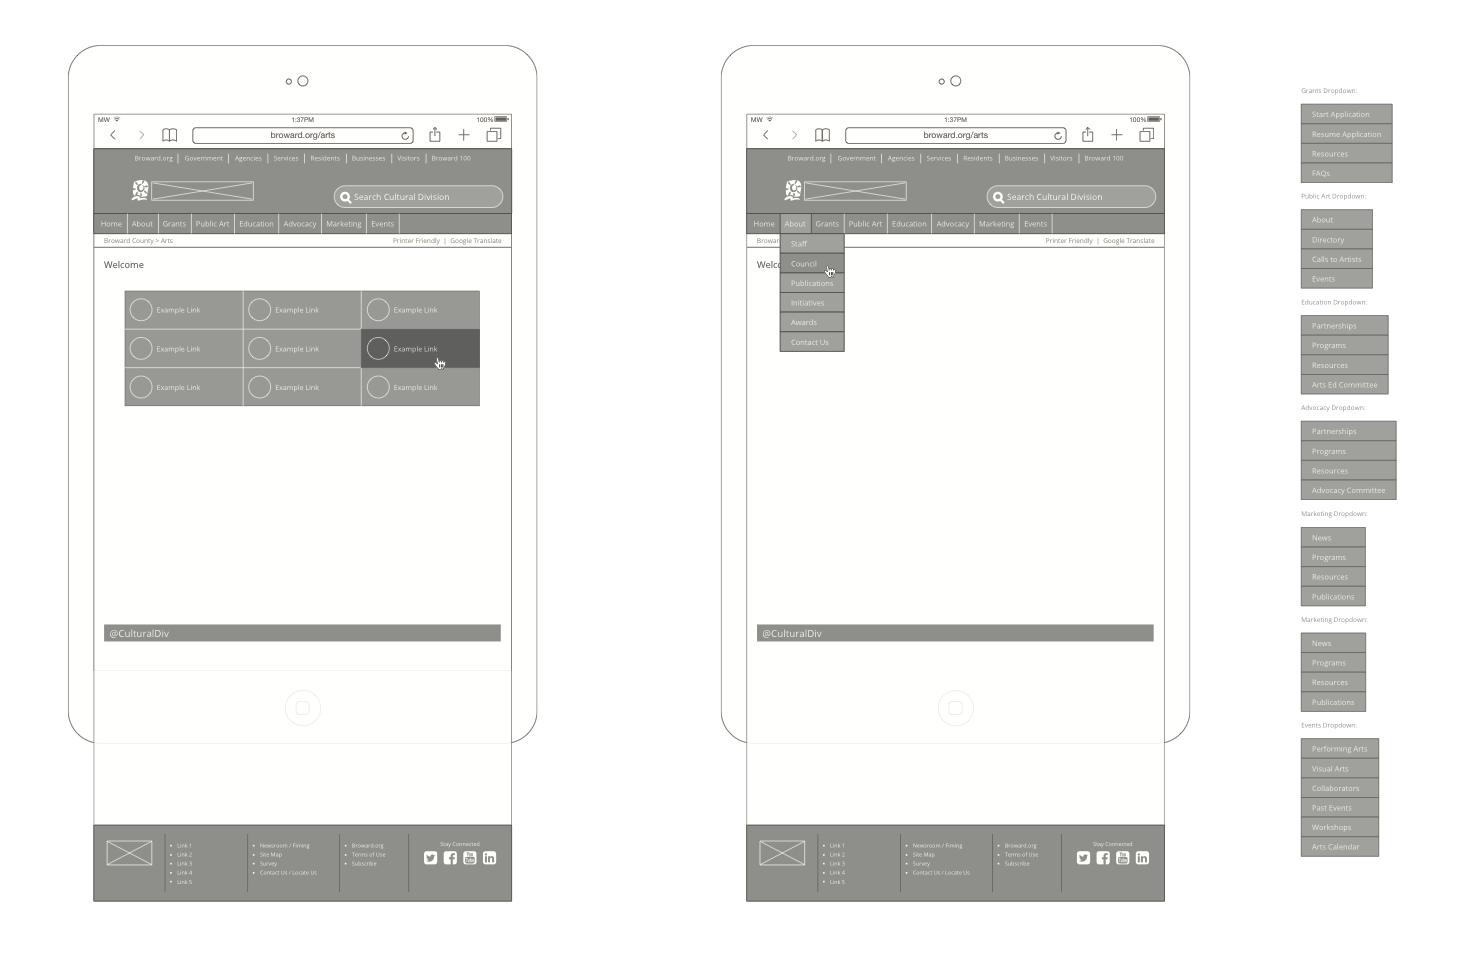 MW 1:37PM 100%
broward.org/arts
Broward.org Government Agencies Services Residents Businesses Visitors Broward 100
Search Cultural Division
Home About Grants Public Art Education Advocacy Marketing Events
Broward County > Arts Printer Friendly | Google Translate
Welcome
Example Link Example Link Example Link
Example Link Example Link Example Link
Example Link Example Link Example Link
@CulturalDiv
• Link 1
• Link 2
• Link 3
• Link 4
• Link 5
• Newsroom / Fiming
• Site Map
• Survey
• Contact Us / Locate Us
• Broward.org
• Terms of Use
• Subscribe
Stay Connected
You Tube
in
MW 1:37PM 100%
broward.org/arts
Broward.org Government Agencies Services Residents Businesses Visitors Broward 100
Search Cultural Division
Home About Grants Public Art Education Advocacy Marketing Events
Browar Printer Friendly | Google Translate
Welc
Staff
Council
Publications
Initiatives
Awards
Contact Us
@CulturalDiv
• Link 1
• Link 2
• Link 3
• Link 4
• Link 5
• Newsroom / Fiming
• Site Map
• Survey
• Contact Us / Locate Us
• Broward.org
• Terms of Use
• Subscribe
Stay Connected
You Tube
in
Grants Dropdown:
Start Application
Resume Application
Resources
FAQs
Public Art Dropdown:
About
Directory
Calls to Artists
Events
Education Dropdown:
Partnerships
Programs
Resources
Arts Ed Committee
Advocacy Dropdown:
Partnerships
Programs
Resources
Advocacy Committee
Marketing Dropdown:
News
Programs
Resources
Publications
Marketing Dropdown:
News
Programs
Resources
Publications
Events Dropdown:
Performing Arts
Visual Arts
Collaborators
Past Events
Workshops
Arts Calendar